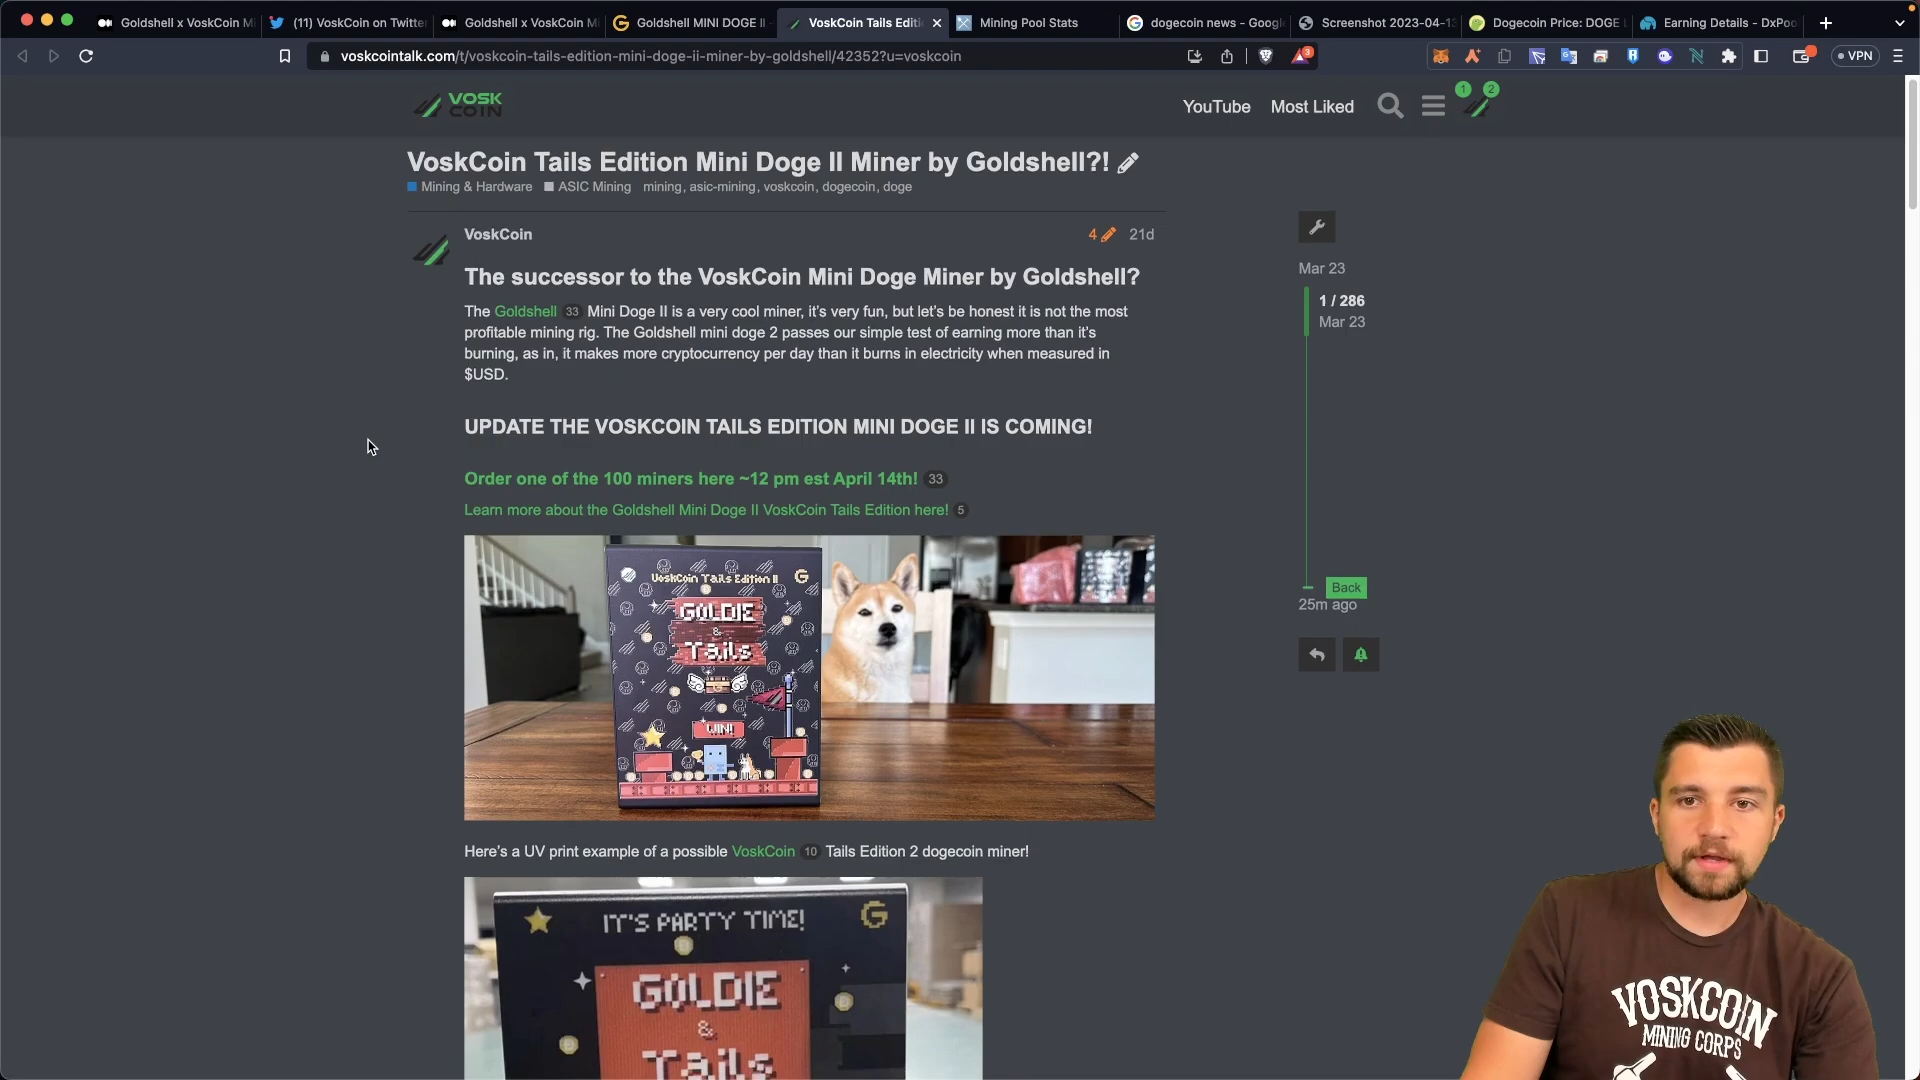 Goldshell x VoskCoin Mi
(11) VoskCoin on Twitte
Goldshell x VoskCoin Mi
Goldshell MINI DOGE II
VoskCoin Tails Editi
Mining Pool Stats
dogecoin news - Googl
Screenshot 2023-04-13
Dogecoin Price: DOGE
Earning Details - DxPoo
voskcointalk.com/t/voskcoin-tails-edition-mini-doge-ii-miner-by-goldshell/42352?u=voskcoin
3
VPN
VOSK
COIN
YouTube
Most Liked
1
2
VoskCoin Tails Edition Mini Doge II Miner by Goldshell?!
Mining & Hardware ASIC Mining mining, asic-mining, voskcoin, dogecoin, doge
VoskCoin
4
21d
The successor to the VoskCoin Mini Doge Miner by Goldshell?
The Goldshell 33 Mini Doge II is a very cool miner, it's very fun, but let's be honest it is not the most
profitable mining rig. The Goldshell mini doge 2 passes our simple test of earning more than it's
burning, as in, it makes more cryptocurrency per day than it burns in electricity when measured in
$USD.
UPDATE THE VOSKCOIN TAILS EDITION MINI DOGE II IS COMING!
Order one of the 100 miners here ~12 pm est April 14th! 33
Learn more about the Goldshell Mini Doge II VoskCoin Tails Edition here! 5
VoskCoin Tails Edition II
G
GOLDIE
&
Tails
WIN!
Here's a UV print example of a possible VoskCoin 10 Tails Edition 2 dogecoin miner!
IT'S PARTY TIME!
G
GOLDIE
&
Tails
Mar 23
1 / 286
Mar 23
Back
25m ago
VOSKCOIN
MINING CORPS